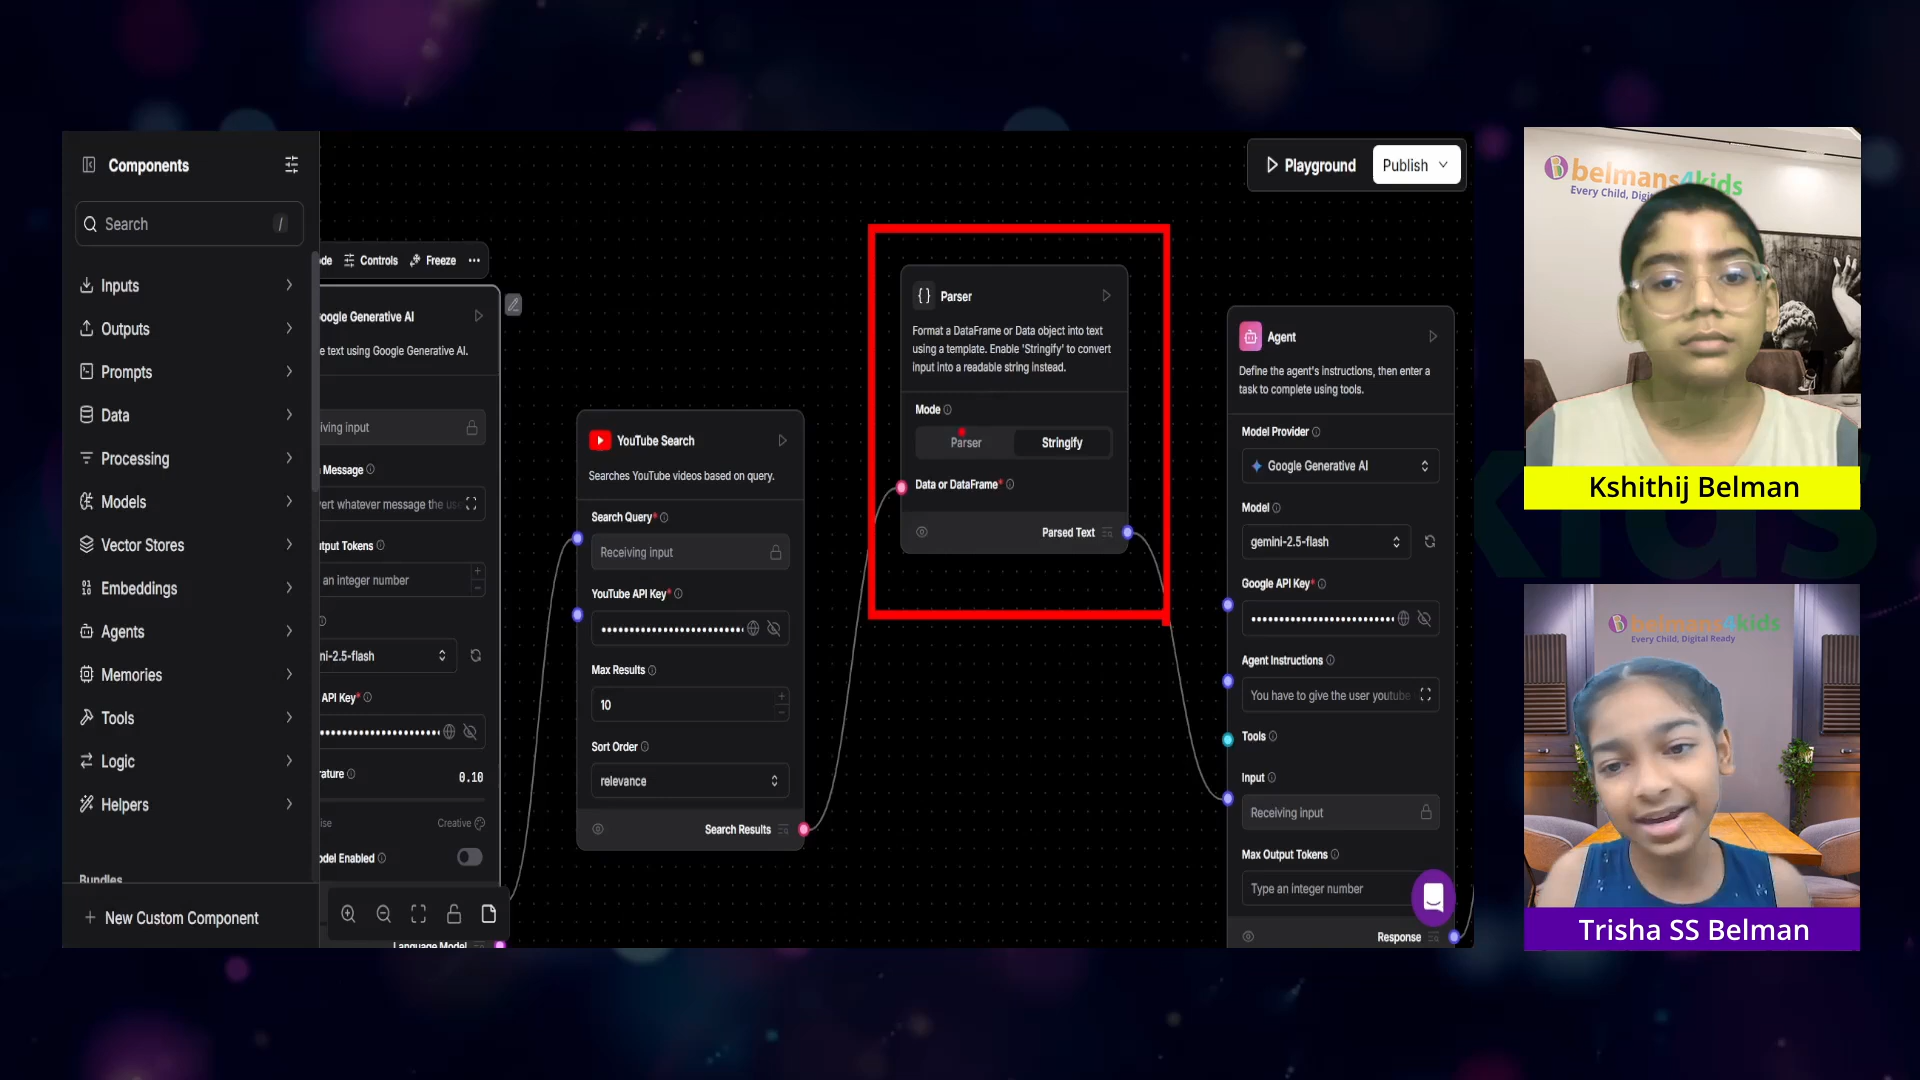 Components
Search
/
Inputs
Outputs
Prompts
Data
Processing
Models
Vector Stores
Embeddings
Agents
Memories
Tools
Logic
Helpers
Bundles
New Custom Component
de
Controls
Freeze
oogle Generative AI
e text using Google Generative AI.
iving input
Message
vert whatever message the use
tput Tokens
an integer number
ni-2.5-flash
API Key*
rature
0.10
ise
Creative
odel Enabled
Language Model
YouTube Search
Searches YouTube videos based on query.
Search Query*
Receiving input
YouTube API Key*
Max Results
10
Sort Order
relevance
Search Results
Parser
Format a DataFrame or Data object into text
using a template. Enable 'Stringify' to convert
input into a readable string instead.
Mode
Parser
Stringify
Data or DataFrame*
Parsed Text
Playground
Publish
Agent
Define the agent's instructions, then enter a
task to complete using tools.
Model Provider
Google Generative AI
Model
gemini-2.5-flash
Google API Key*
Agent Instructions
You have to give the user youtube
Tools
Input
Receiving input
Max Output Tokens
Type an integer number
Response
belmans4kids
Every Child, Digi
Kshithij Belman
belmans4kids
Every Child, Digital Ready
Trisha SS Belman